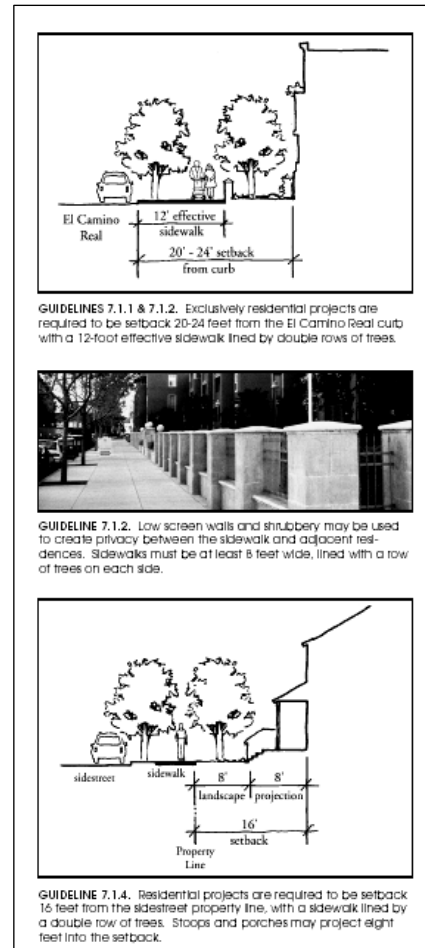 El Camino
Real
12' effective
sidewalk
20' - 24' setback
from curb
GUIDELINES 7.1.1 & 7.1.2. Exclusively residential projects are
required to be setback 20-24 feet from the El Camino Real curb
with a 12-foot effective sidewalk lined by double rows of trees.
GUIDELINE 7.1.2. Low screen walls and shrubbery may be used
to create privacy between the sidewalk and adjacent resi-
dences. Sidewalks must be at least 8 feet wide, lined with a row
of trees on each side.
sidestreet
sidewalk
8'
landscape
8'
projection
16'
setback
Property
Line
GUIDELINE 7.1.4. Residential projects are required to be setback
16 feet from the sidestreet property line, with a sidewalk lined by
a double row of trees. Stoops and porches may project eight
feet into the setback.